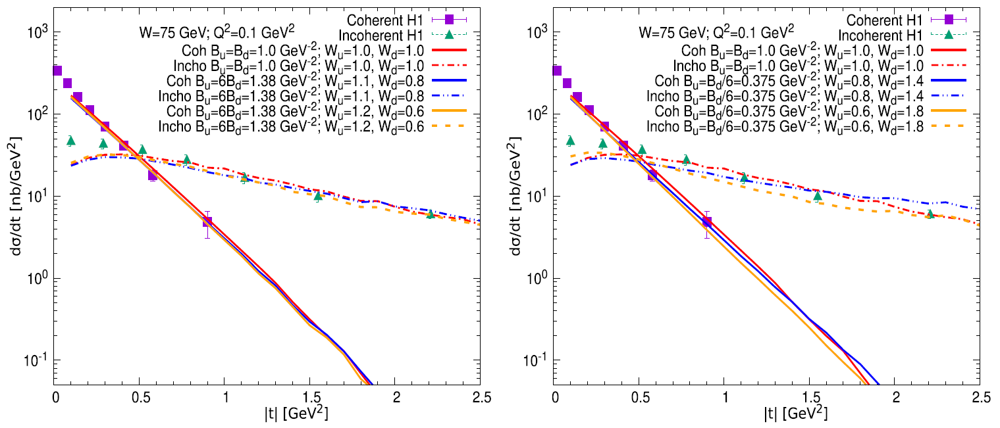 Coherent H1
W=75 GeV; Q²=0.1 GeV²
Incoherent H1
Coh B_u=B_d=1.0 GeV⁻²; W_u=1.0, W_d=1.0
Incho B_u=B_d=1.0 GeV⁻²; W_u=1.0, W_d=1.0
Coh B_u=6B_d=1.38 GeV⁻²; W_u=1.1, W_d=0.8
Incho B_u=6B_d=1.38 GeV⁻²; W_u=1.1, W_d=0.8
Coh B_u=6B_d=1.38 GeV⁻²; W_u=1.2, W_d=0.6
Incho B_u=6B_d=1.38 GeV⁻²; W_u=1.2, W_d=0.6
dσ/dt [nb/GeV²]
10³
10²
10¹
10⁰
10⁻¹
0 0.5 1 1.5 2 2.5
|t| [GeV²]
Coherent H1
W=75 GeV; Q²=0.1 GeV²
Incoherent H1
Coh B_u=B_d=1.0 GeV⁻²; W_u=1.0, W_d=1.0
Incho B_u=B_d=1.0 GeV⁻²; W_u=1.0, W_d=1.0
Coh B_u=B_d/6=0.375 GeV⁻²; W_u=0.8, W_d=1.4
Incho B_u=B_d/6=0.375 GeV⁻²; W_u=0.8, W_d=1.4
Coh B_u=B_d/6=0.375 GeV⁻²; W_u=0.6, W_d=1.8
Incho B_u=B_d/6=0.375 GeV⁻²; W_u=0.6, W_d=1.8
dσ/dt [nb/GeV²]
10³
10²
10¹
10⁰
10⁻¹
0 0.5 1 1.5 2 2.5
|t| [GeV²]